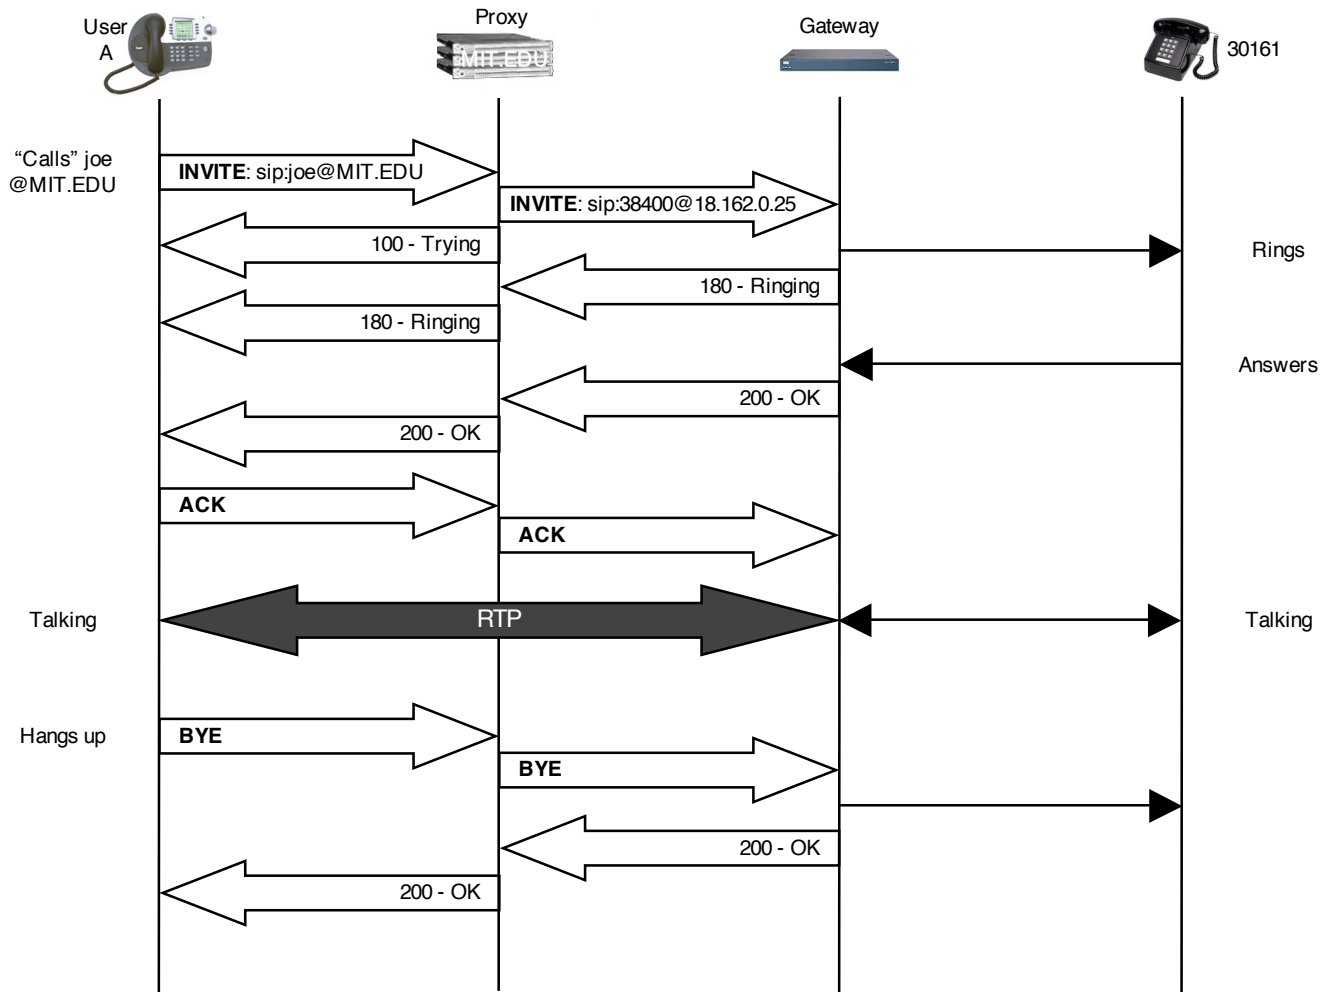 User
A
Proxy
MIT.EDU
Gateway
30161
“Calls” joe
@MIT.EDU
INVITE: sip:joe@MIT.EDU
INVITE: sip:38400@18.162.0.25
100 - Trying
Rings
180 - Ringing
180 - Ringing
Answers
200 - OK
200 - OK
ACK
ACK
Talking
RTP
Talking
Hangs up
BYE
BYE
200 - OK
200 - OK